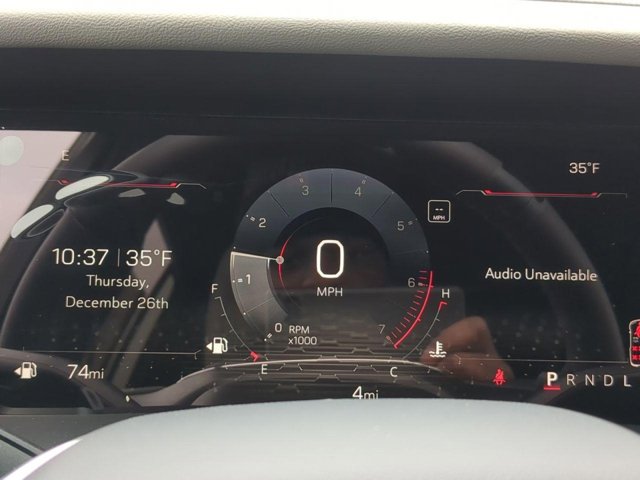 E
35°F
10:37 | 35°F
Thursday,
December 26th
74mi
0
1
2
3
4
5
6
7
0
MPH
RPM
x1000
F
E
H
C
4mi
--
MPH
Audio Unavailable
P R N D L